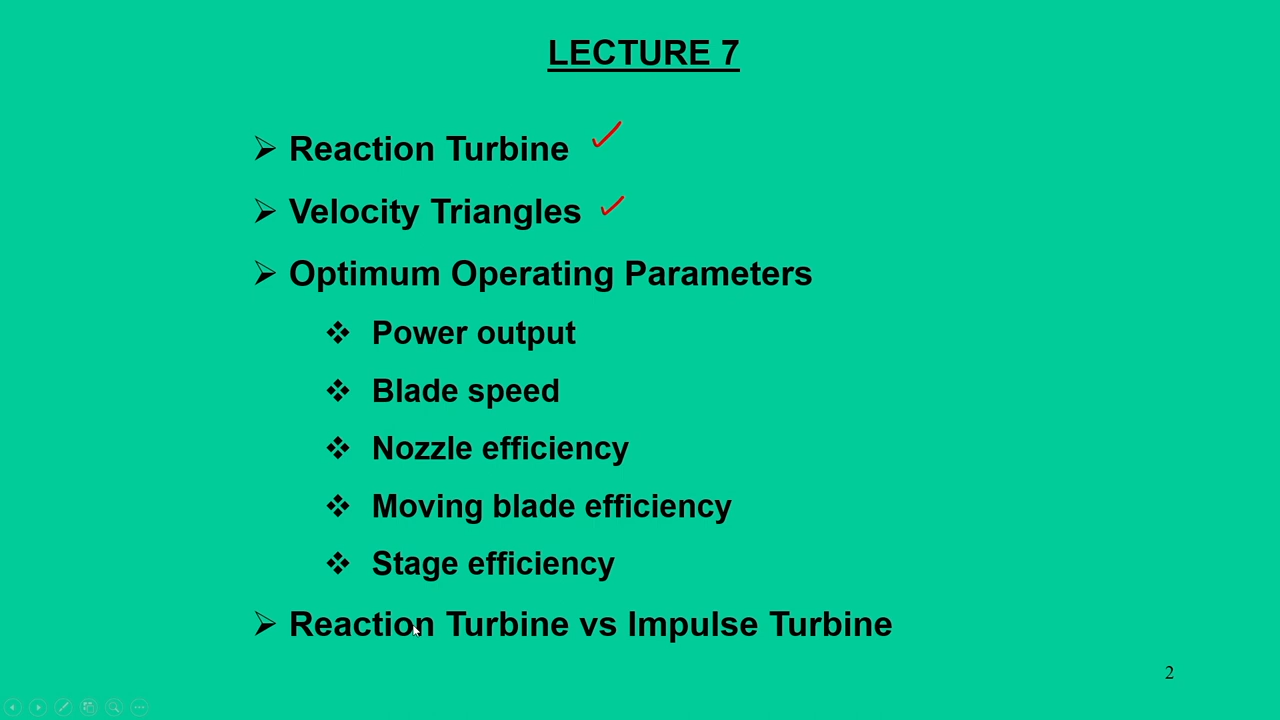 LECTURE 7
Reaction Turbine
Velocity Triangles
Optimum Operating Parameters
Power output
Blade speed
Nozzle efficiency
Moving blade efficiency
Stage efficiency
Reaction Turbine vs Impulse Turbine
2